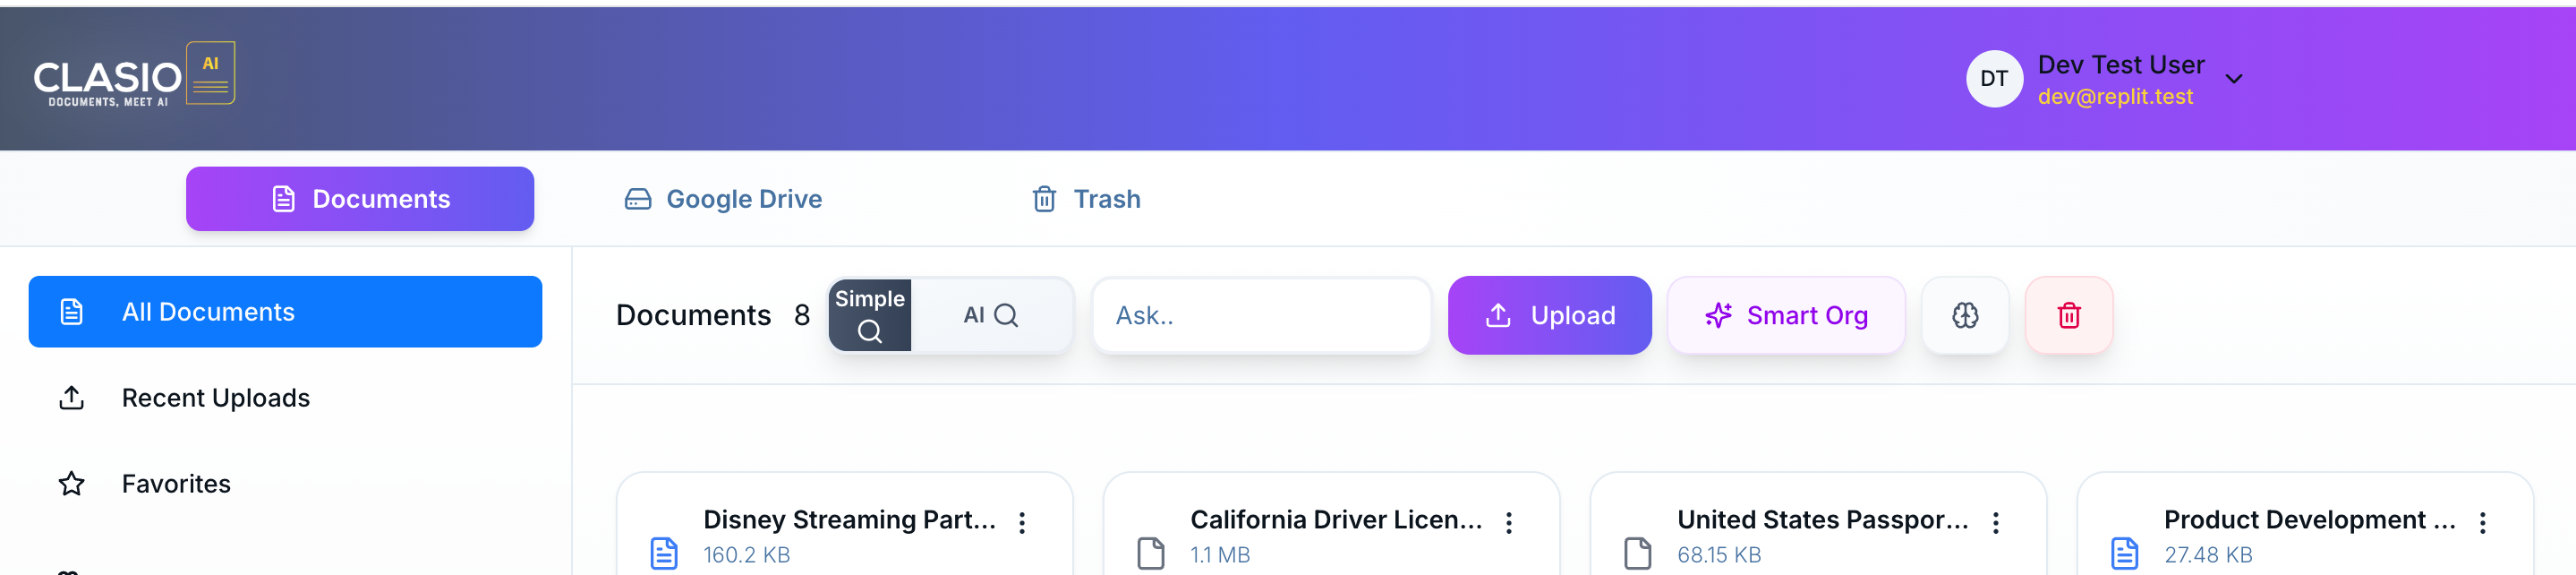 CLASIO AI
DOCUMENTS, MEET AI
DT
Dev Test User
dev@replit.test
Documents
Google Drive
Trash
All Documents
Recent Uploads
Favorites
Documents 8
Simple
AI
Ask..
Upload
Smart Org
Disney Streaming Part...
160.2 KB
California Driver Licen...
1.1 MB
United States Passpor...
68.15 KB
Product Development ...
27.48 KB